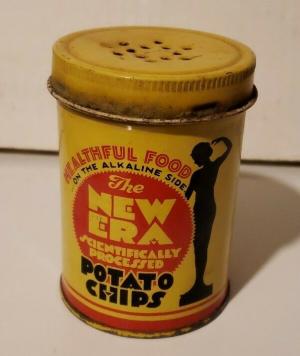 HEALTHFUL FOOD
ON THE ALKALINE SIDE
The
NEW
ERA
SCIENTIFICALLY
PROCESSED
POTATO
CHIPS